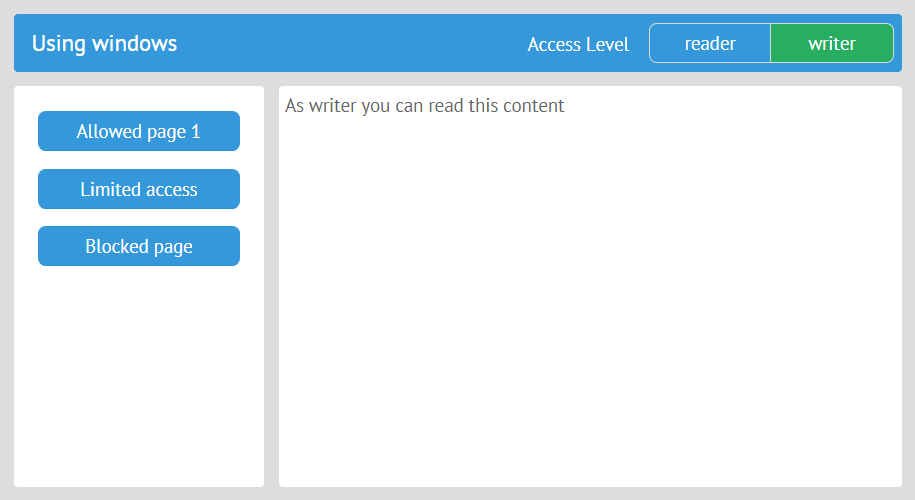 Using windows
Access Level
reader
writer
Allowed page 1
Limited access
Blocked page
As writer you can read this content